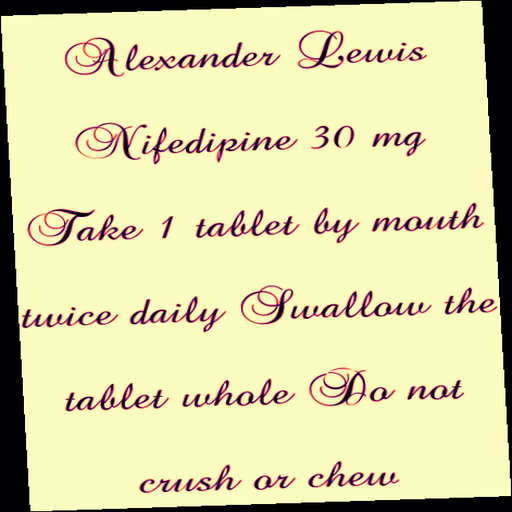 Alexander Lewis
Nifedipine 30 mg
Take 1 tablet by mouth
twice daily Swallow the
tablet whole Do not
crush or chew